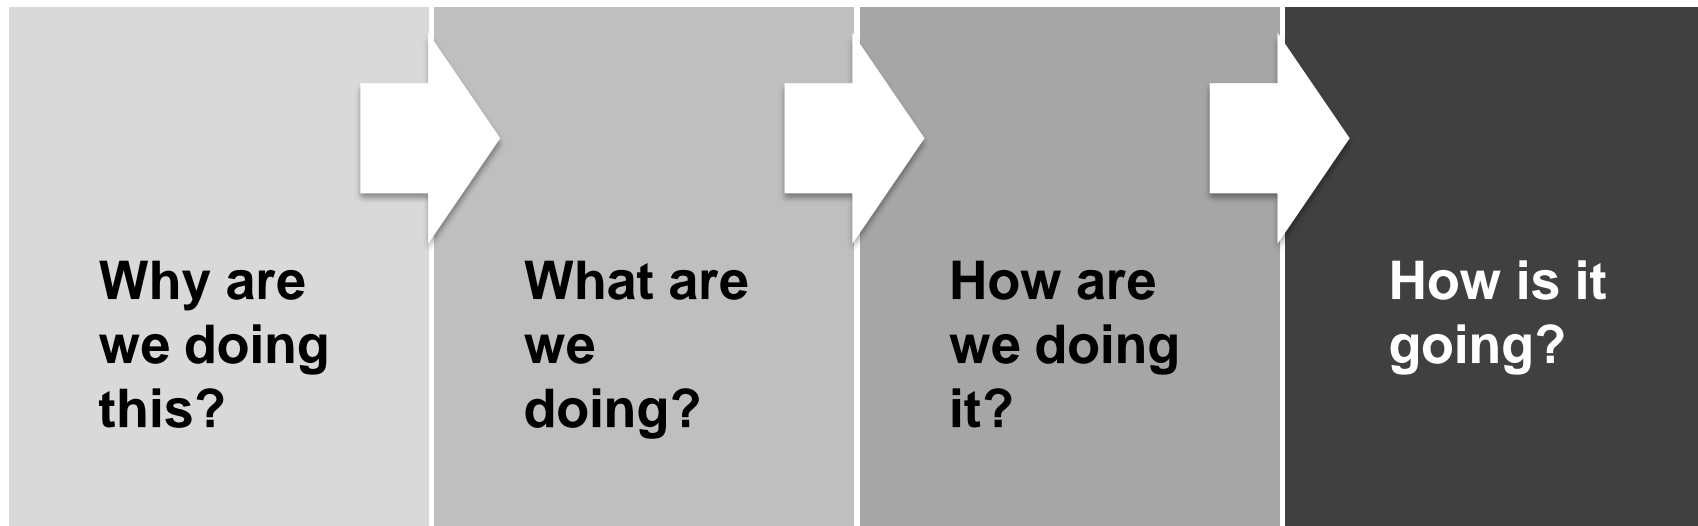 Why are
we doing
this?
What are
we
doing?
How are
we doing
it?
How is it
going?